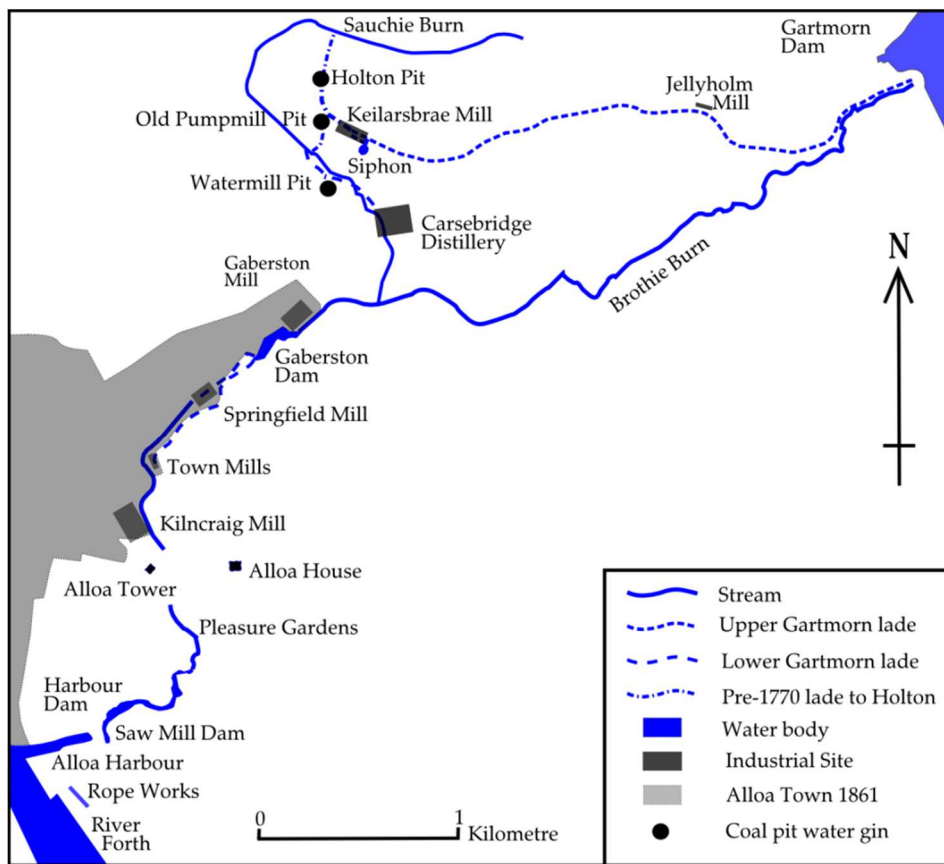 Sauchie Burn
Gartmorn
Dam
Holton Pit
Jellyholm
Mill
Old Pumpmill Pit
Keilarsbrae Mill
Siphon
Watermill Pit
Carsebridge
Distillery
Gaberston
Mill
Brothie Burn
N
Gaberston
Dam
Springfield Mill
Town Mills
Kilncraig Mill
Alloa House
Alloa Tower
Pleasure Gardens
Harbour
Dam
Saw Mill Dam
Alloa Harbour
Rope Works
River
Forth
0
1
Kilometre
Stream
Upper Gartmorn lade
Lower Gartmorn lade
Pre-1770 lade to Holton
Water body
Industrial Site
Alloa Town 1861
Coal pit water gin